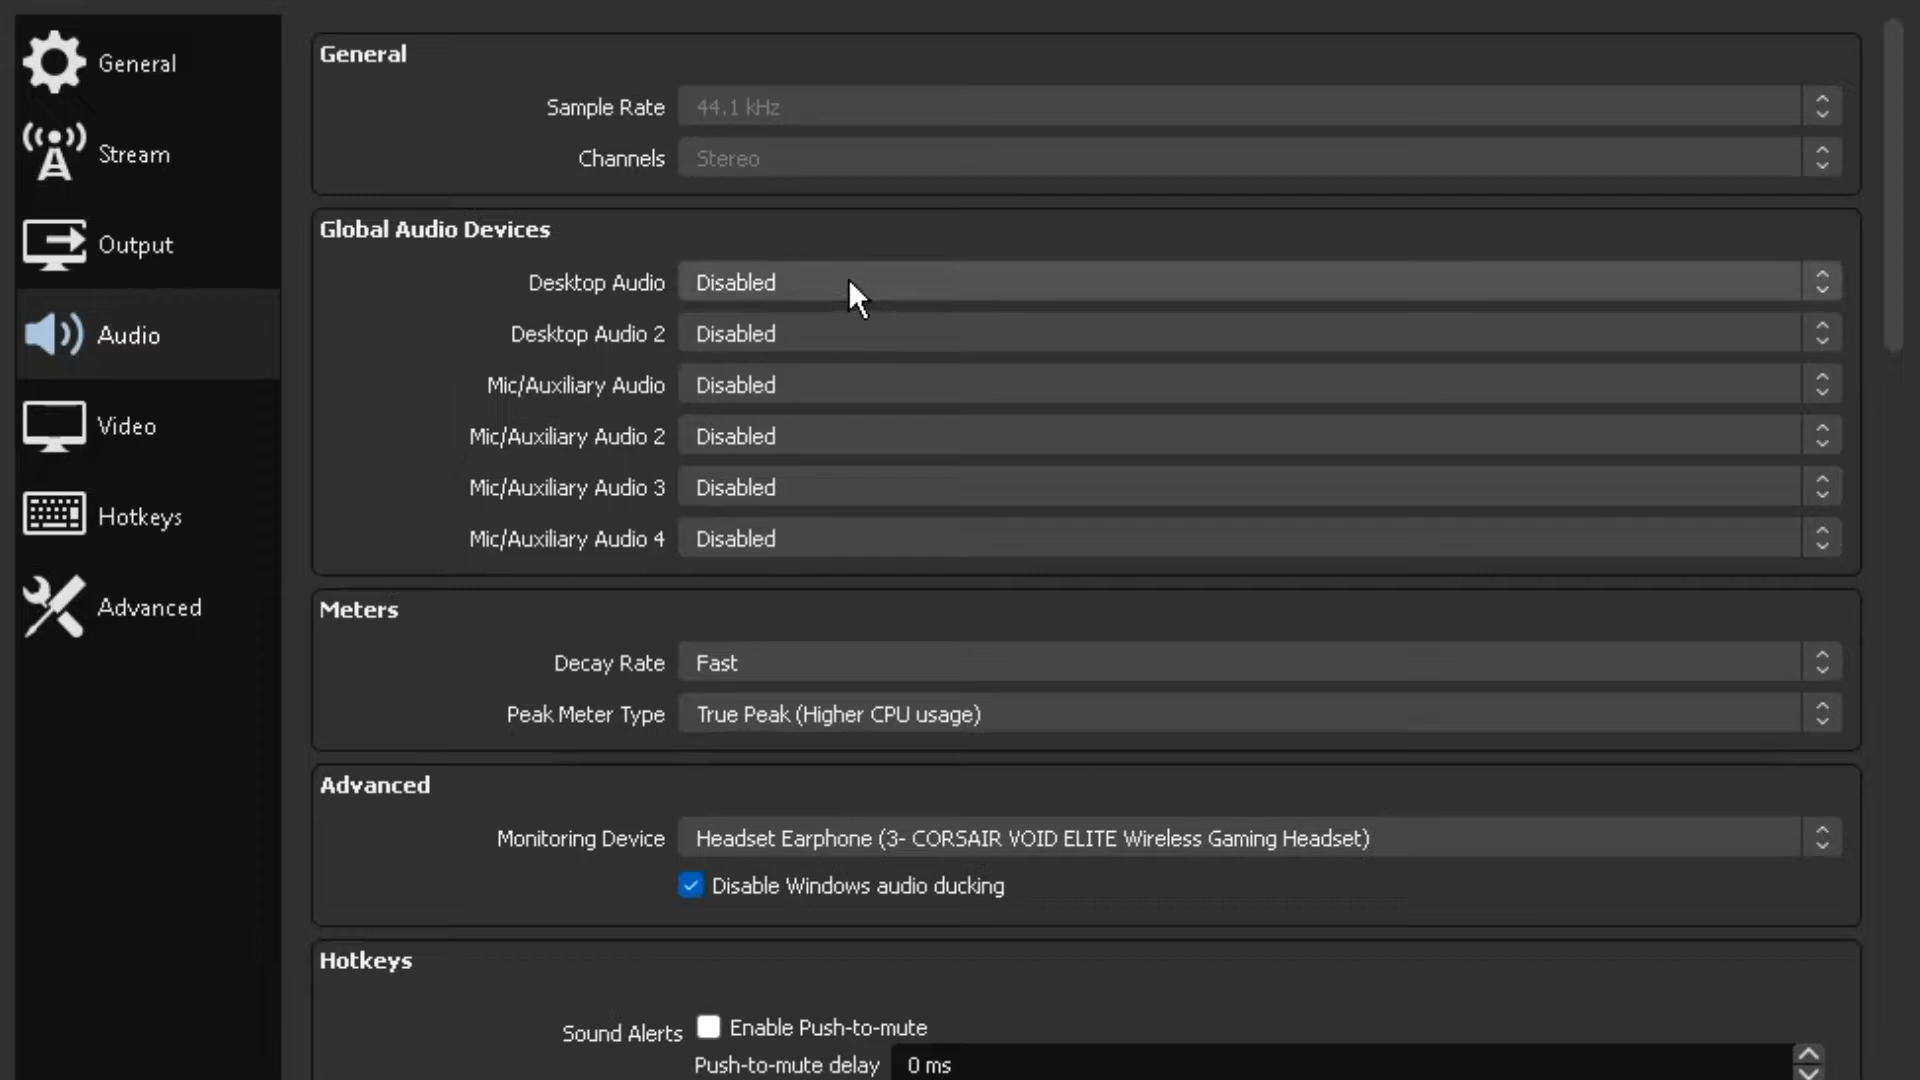 General
Stream
Output
Audio
Video
Hotkeys
Advanced
General
Sample Rate 44.1 kHz
Channels Stereo
Global Audio Devices
Desktop Audio Disabled
Desktop Audio 2 Disabled
Mic/Auxiliary Audio Disabled
Mic/Auxiliary Audio 2 Disabled
Mic/Auxiliary Audio 3 Disabled
Mic/Auxiliary Audio 4 Disabled
Meters
Decay Rate Fast
Peak Meter Type True Peak (Higher CPU usage)
Advanced
Monitoring Device Headset Earphone (3- CORSAIR VOID ELITE Wireless Gaming Headset)
Disable Windows audio ducking
Hotkeys
Sound Alerts Enable Push-to-mute
Push-to-mute delay 0 ms